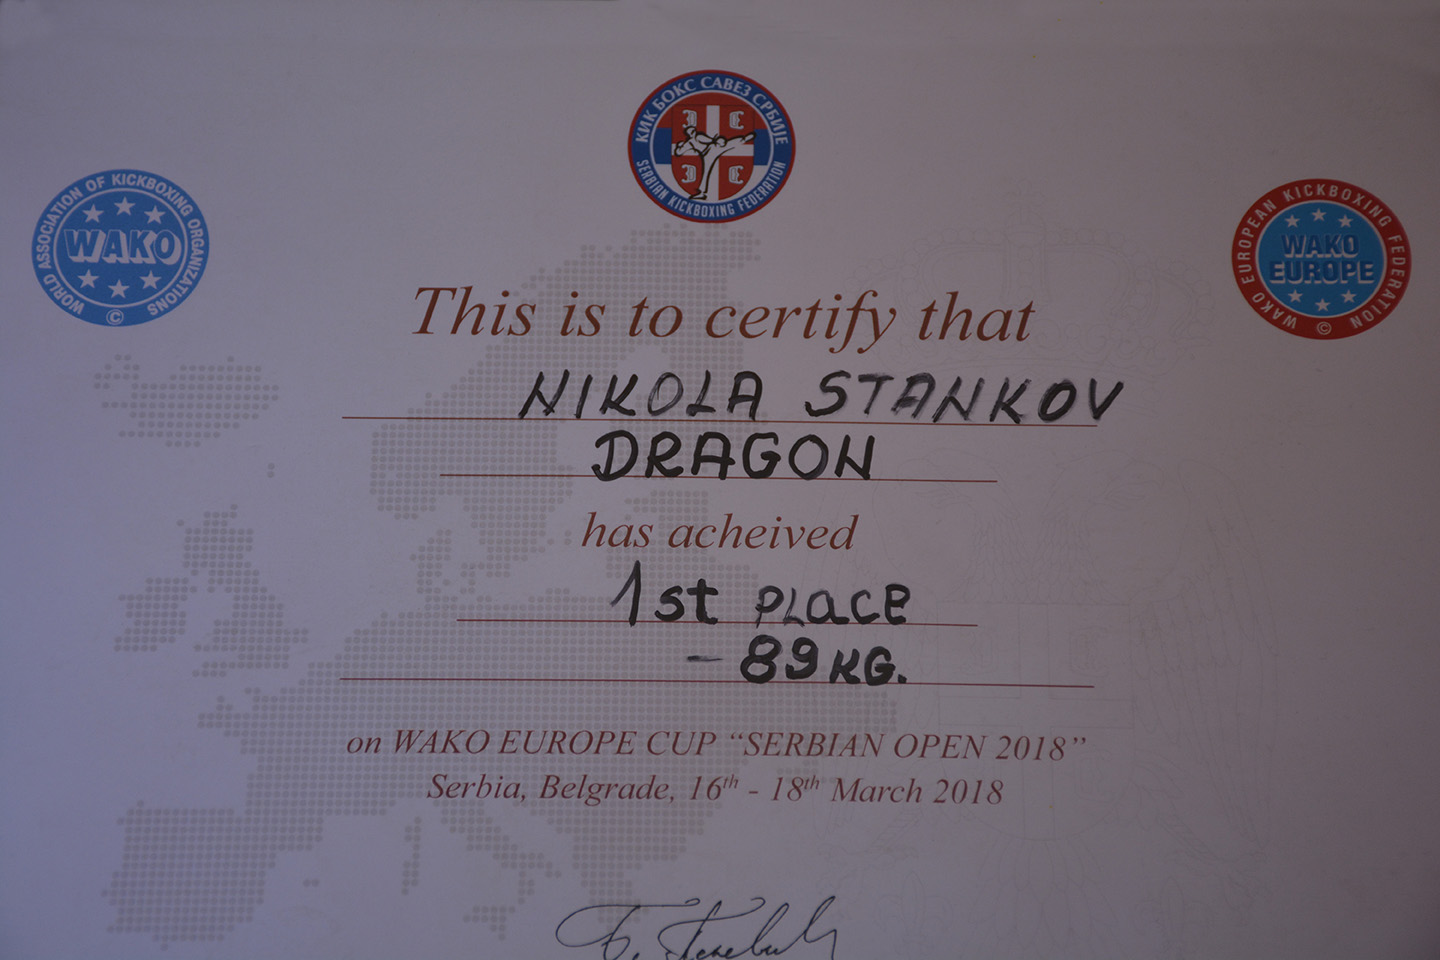 КИК БОКС САВЕЗ СРБИЈЕ
SERBIAN KICKBOXING FEDERATION
WORLD ASSOCIATION OF KICKBOXING ORGANIZATIONS
WAKO
©
WAKO EUROPEAN KICKBOXING FEDERATION
WAKO
EUROPE
©
This is to certify that
NIKOLA STANKOV
DRAGON
has acheived
1st PLACE
- 89 KG.
on WAKO EUROPE CUP “SERBIAN OPEN 2018”
Serbia, Belgrade, 16th - 18th March 2018